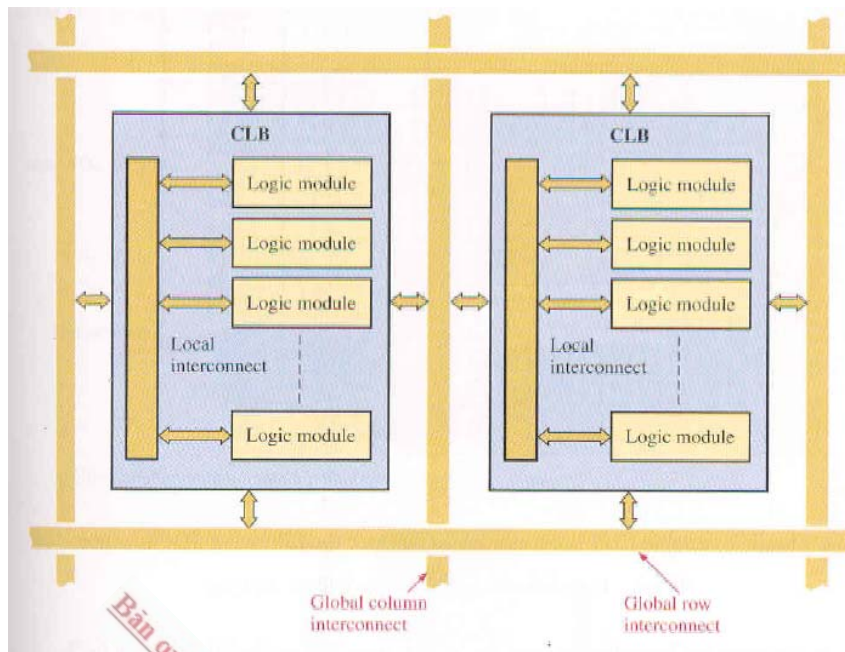 CLB
Logic module
Logic module
Logic module
Local
interconnect
Logic module
CLB
Logic module
Logic module
Logic module
Local
interconnect
Logic module
Global column
interconnect
Global row
interconnect
Bản